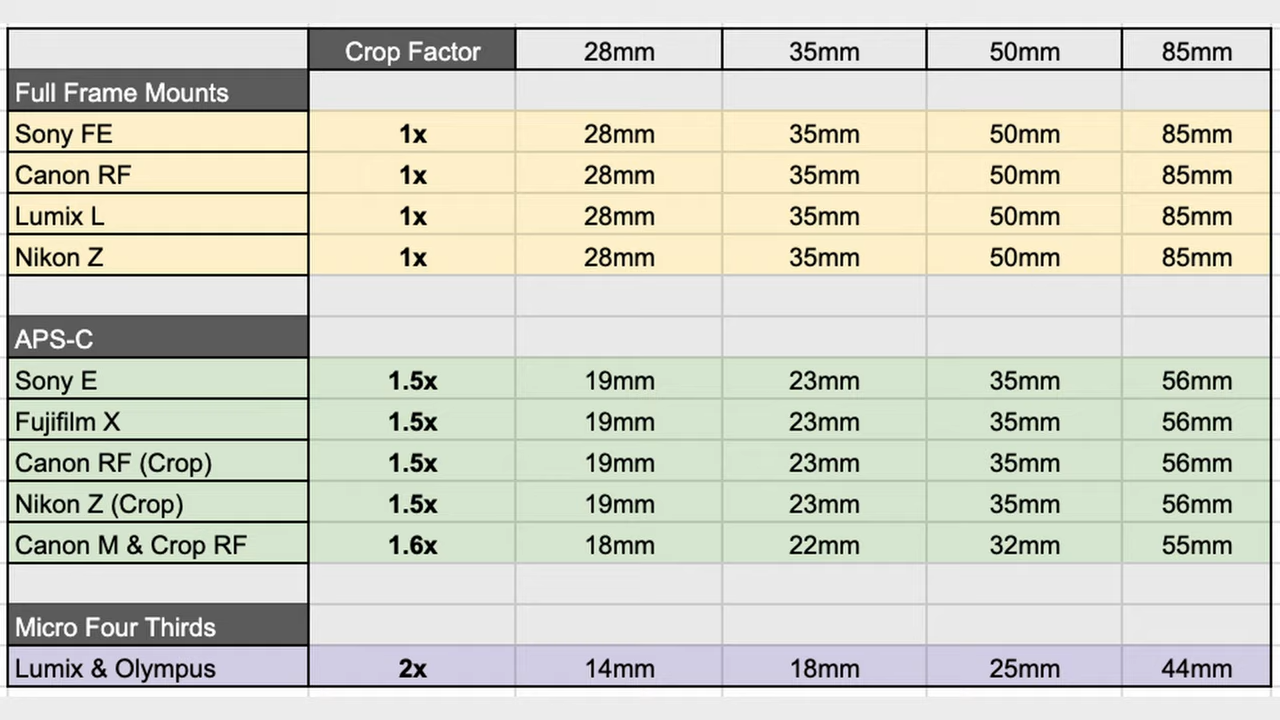 Crop Factor 28mm 35mm 50mm 85mm
Full Frame Mounts
Sony FE 1x 28mm 35mm 50mm 85mm
Canon RF 1x 28mm 35mm 50mm 85mm
Lumix L 1x 28mm 35mm 50mm 85mm
Nikon Z 1x 28mm 35mm 50mm 85mm
APS-C
Sony E 1.5x 19mm 23mm 35mm 56mm
Fujifilm X 1.5x 19mm 23mm 35mm 56mm
Canon RF (Crop) 1.5x 19mm 23mm 35mm 56mm
Nikon Z (Crop) 1.5x 19mm 23mm 35mm 56mm
Canon M & Crop RF 1.6x 18mm 22mm 32mm 55mm
Micro Four Thirds
Lumix & Olympus 2x 14mm 18mm 25mm 44mm